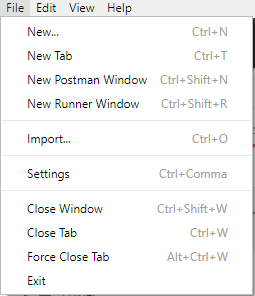 File Edit View Help
New... Ctrl+N
New Tab Ctrl+T
New Postman Window Ctrl+Shift+N
New Runner Window Ctrl+Shift+R
Import... Ctrl+O
Settings Ctrl+Comma
Close Window Ctrl+Shift+W
Close Tab Ctrl+W
Force Close Tab Alt+Ctrl+W
Exit